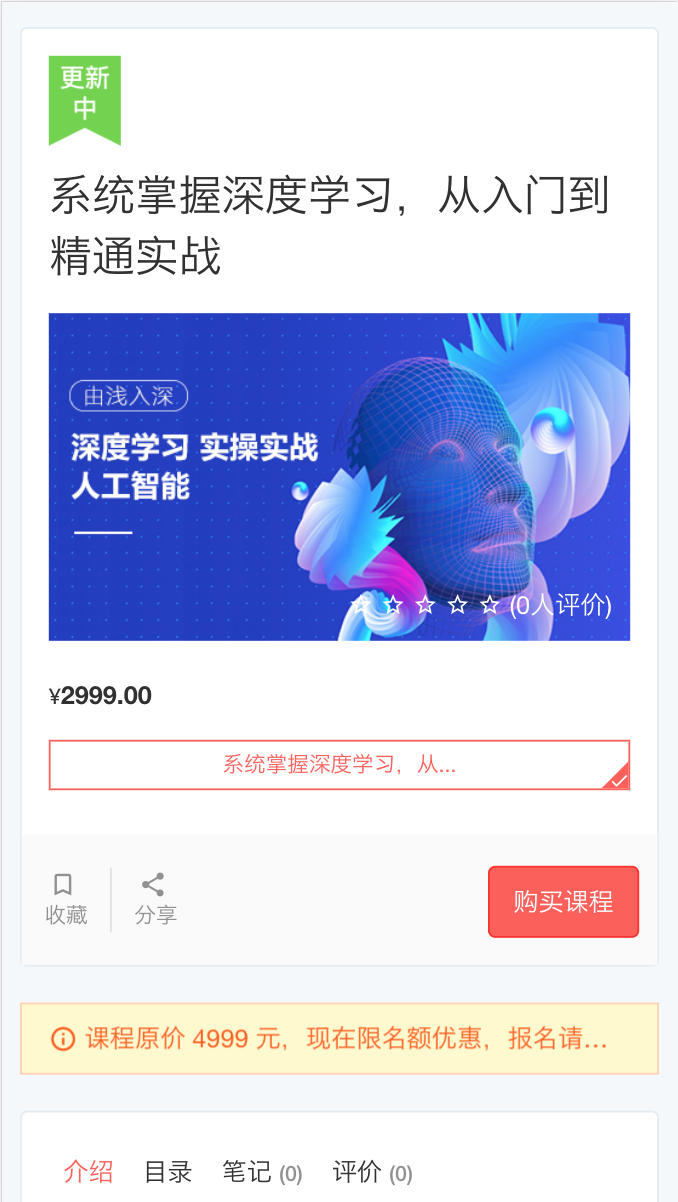 更新
中
系统掌握深度学习，从入门到
精通实战
由浅入深
深度学习 实操实战
人工智能
(0人评价)
¥2999.00
系统掌握深度学习，从...
收藏
分享
购买课程
课程原价 4999 元，现在限名额优惠，报名请...
介绍 目录 笔记 (0) 评价 (0)